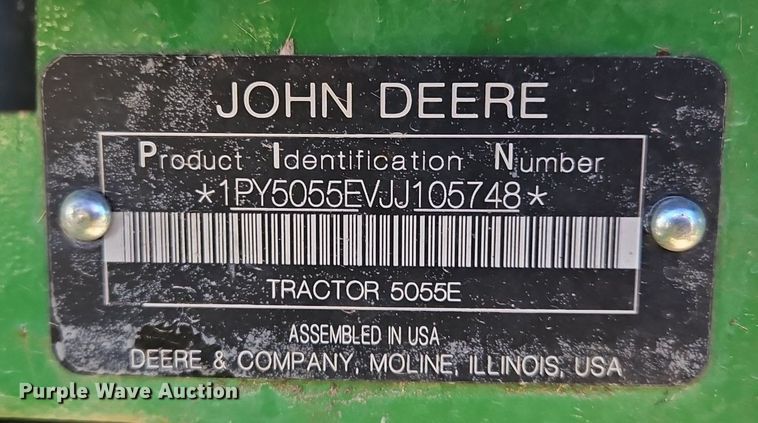 JOHN DEERE
Product Identification Number
*1PY5055EVJJ105748*
TRACTOR 5055E
ASSEMBLED IN USA
DEERE & COMPANY, MOLINE, ILLINOIS, USA
Purple Wave Auction